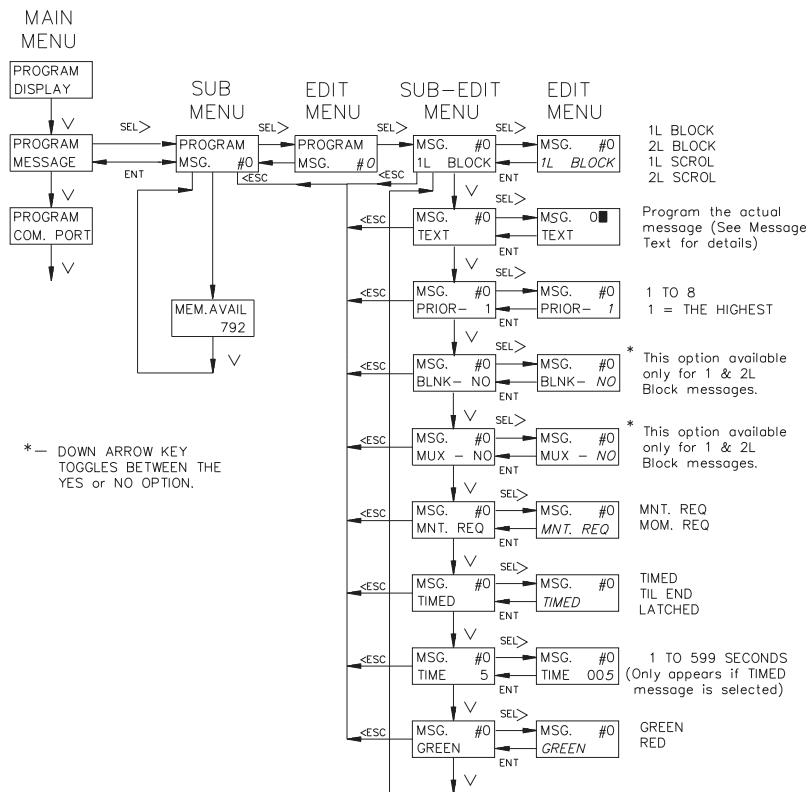 MAIN
MENU
PROGRAM
DISPLAY
V
SUB
MENU
EDIT
MENU
SUB-EDIT
MENU
EDIT
MENU
PROGRAM
MESSAGE
SEL>
ENT
PROGRAM
MSG. #0
SEL>
<ESC
PROGRAM
MSG. #0
SEL>
<ESC
MSG. #0
1L BLOCK
SEL>
ENT
MSG. #0
1L BLOCK
1L BLOCK
2L BLOCK
1L SCROL
2L SCROL
V
PROGRAM
COM. PORT
V
V
<ESC
MSG. #0
TEXT
SEL>
ENT
MSG. 0
TEXT
Program the actual
message (See Message
Text for details)
V
MEM.AVAIL
792
V
<ESC
MSG. #0
PRIOR- 1
SEL>
ENT
MSG. #0
PRIOR- 1
1 TO 8
1 = THE HIGHEST
V
<ESC
MSG. #0
BLNK- NO
SEL>
ENT
MSG. #0
BLNK- NO
* This option available
only for 1 & 2L
Block messages.
V
*- DOWN ARROW KEY
TOGGLES BETWEEN THE
YES or NO OPTION.
<ESC
MSG. #0
MUX - NO
SEL>
ENT
MSG. #0
MUX - NO
* This option available
only for 1 & 2L
Block messages.
V
<ESC
MSG. #0
MNT. REQ
SEL>
ENT
MSG. #0
MNT. REQ
MNT. REQ
MOM. REQ
V
<ESC
MSG. #0
TIMED
SEL>
ENT
MSG. #0
TIMED
TIMED
TIL END
LATCHED
V
<ESC
MSG. #0
TIME 5
SEL>
ENT
MSG. #0
TIME 005
1 TO 599 SECONDS
(Only appears if TIMED
message is selected)
V
<ESC
MSG. #0
GREEN
SEL>
ENT
MSG. #0
GREEN
GREEN
RED
V